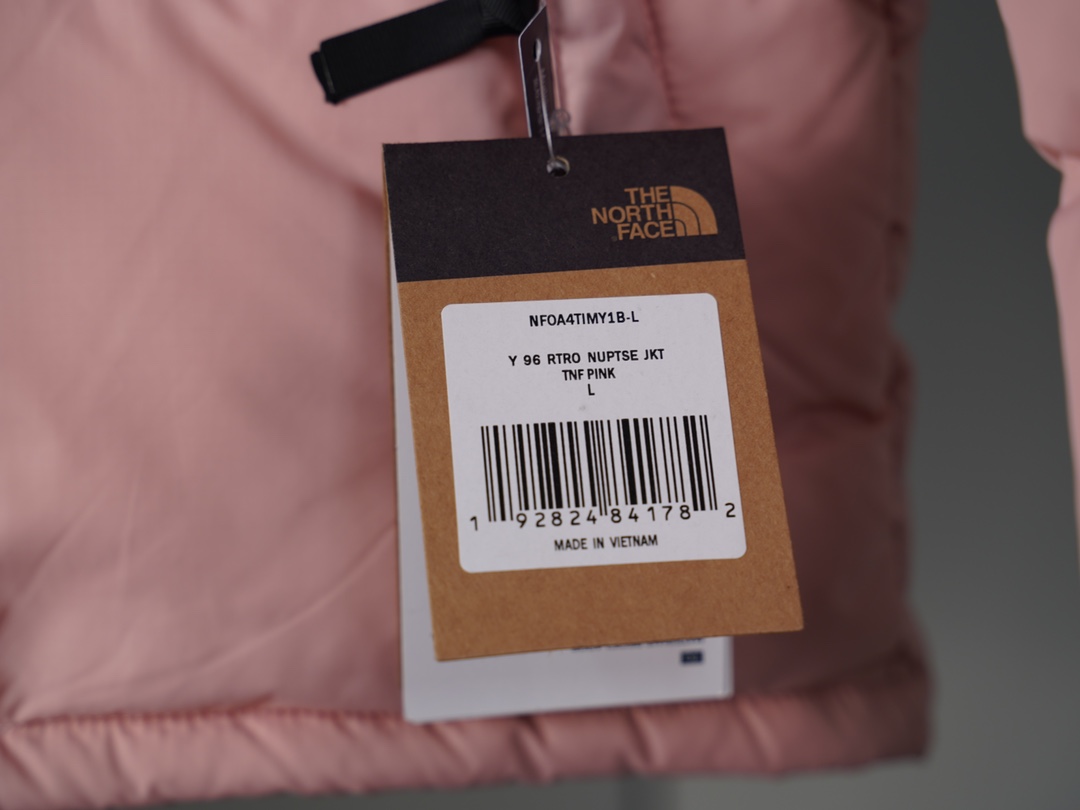 THE
NORTH
FACE
NF0A4TIMY1B-L
Y 96 RTRO NUPTSE JKT
TNF PINK
L
1 92824 84178 2
MADE IN VIETNAM